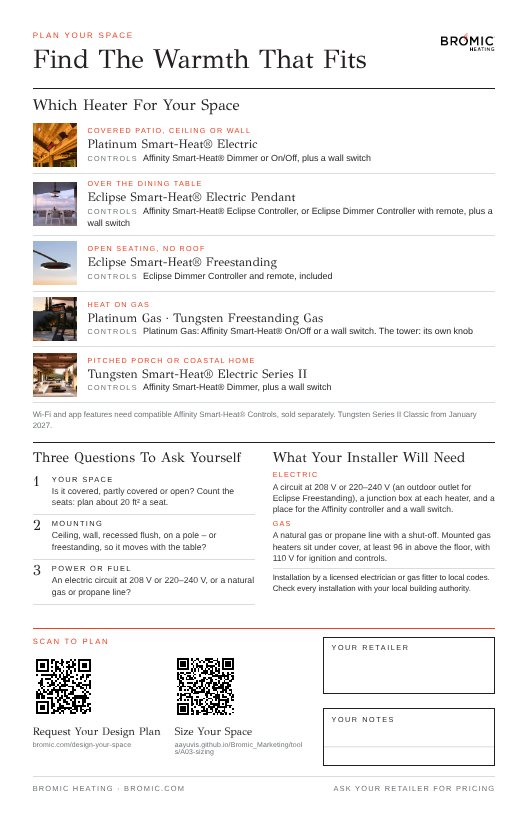 PLAN YOUR SPACE
Find The Warmth That Fits
BROMIC
HEATING
Which Heater For Your Space
COVERED PATIO, CEILING OR WALL
Platinum Smart-Heat® Electric
CONTROLS Affinity Smart-Heat® Dimmer or On/Off, plus a wall switch
OVER THE DINING TABLE
Eclipse Smart-Heat® Electric Pendant
CONTROLS Affinity Smart-Heat® Eclipse Controller, or Eclipse Dimmer Controller with remote, plus a
wall switch
OPEN SEATING, NO ROOF
Eclipse Smart-Heat® Freestanding
CONTROLS Eclipse Dimmer Controller and remote, included
HEAT ON GAS
Platinum Gas · Tungsten Freestanding Gas
CONTROLS Platinum Gas: Affinity Smart-Heat® On/Off or a wall switch. The tower: its own knob
PITCHED PORCH OR COASTAL HOME
Tungsten Smart-Heat® Electric Series II
CONTROLS Affinity Smart-Heat® Dimmer, plus a wall switch
Wi-Fi and app features need compatible Affinity Smart-Heat® Controls, sold separately. Tungsten Series II Classic from January
2027.
Three Questions To Ask Yourself
1 YOUR SPACE
Is it covered, partly covered or open? Count the
seats: plan about 20 ft² a seat.
2 MOUNTING
Ceiling, wall, recessed flush, on a pole – or
freestanding, so it moves with the table?
3 POWER OR FUEL
An electric circuit at 208 V or 220–240 V, or a natural
gas or propane line?
What Your Installer Will Need
ELECTRIC
A circuit at 208 V or 220–240 V (an outdoor outlet for
Eclipse Freestanding), a junction box at each heater, and a
place for the Affinity controller and a wall switch.
GAS
A natural gas or propane line with a shut-off. Mounted gas
heaters sit under cover, at least 96 in above the floor, with
110 V for ignition and controls.
Installation by a licensed electrician or gas fitter to local codes.
Check every installation with your local building authority.
SCAN TO PLAN
Request Your Design Plan
bromic.com/design-your-space
Size Your Space
aayuvis.github.io/Bromic_Marketing/tool
s/A03-sizing
YOUR RETAILER
YOUR NOTES
BROMIC HEATING · BROMIC.COM
ASK YOUR RETAILER FOR PRICING